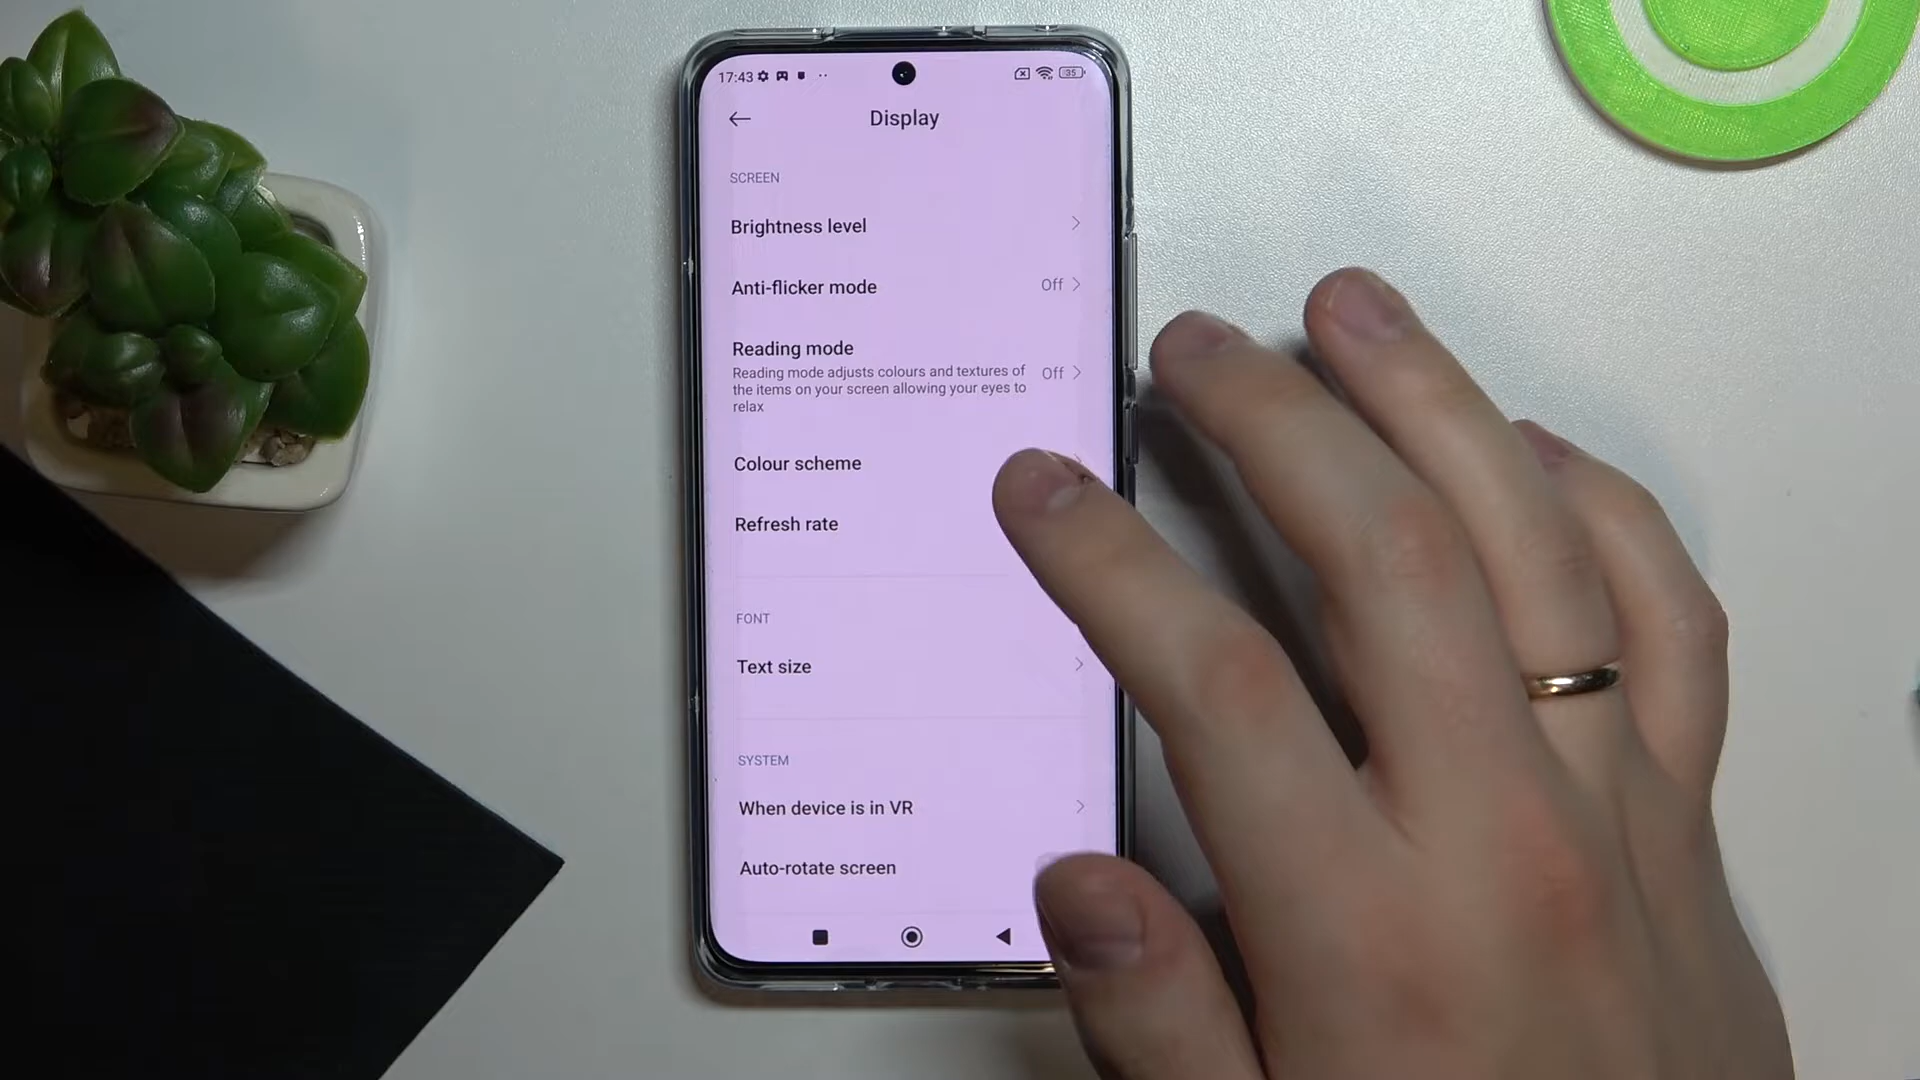 17:43
35
Display
SCREEN
Brightness level
Anti-flicker mode
Off
Reading mode
Reading mode adjusts colours and textures of
the items on your screen allowing your eyes to
relax
Off
Colour scheme
Refresh rate
FONT
Text size
SYSTEM
When device is in VR
Auto-rotate screen